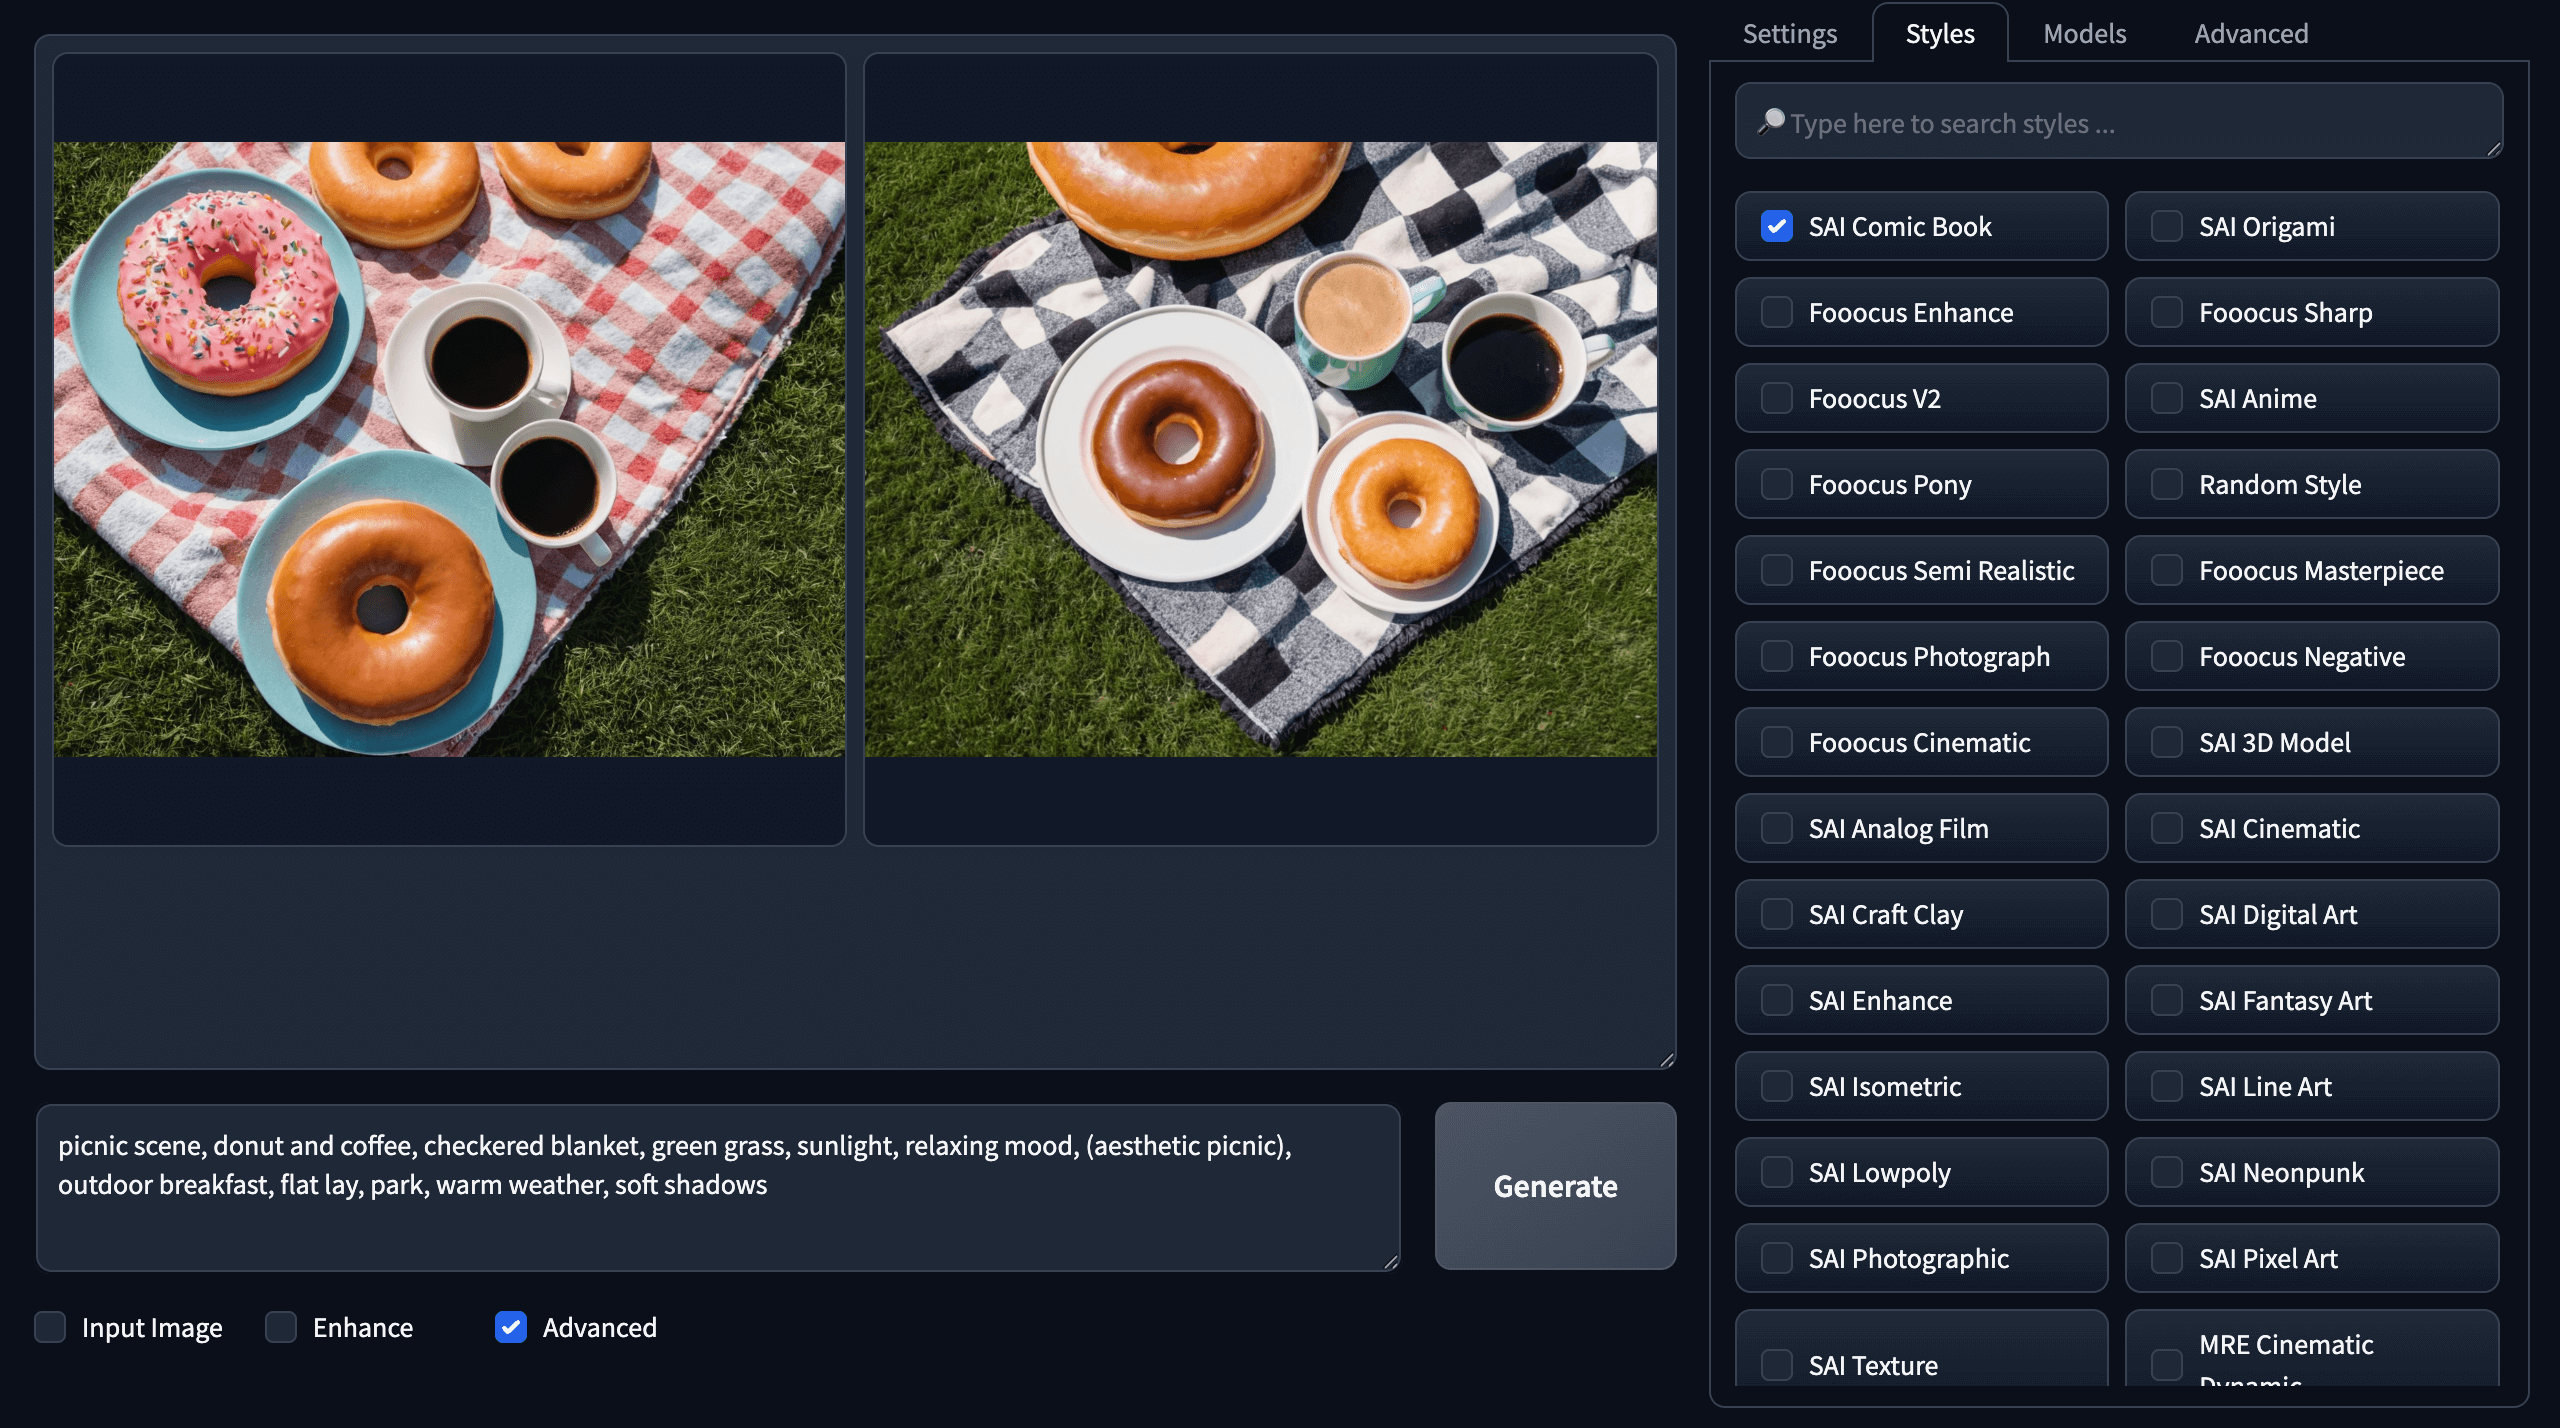 Settings
Styles
Models
Advanced
Type here to search styles ...
SAI Comic Book
SAI Origami
Fooocus Enhance
Fooocus Sharp
Fooocus V2
SAI Anime
Fooocus Pony
Random Style
Fooocus Semi Realistic
Fooocus Masterpiece
Fooocus Photograph
Fooocus Negative
Fooocus Cinematic
SAI 3D Model
SAI Analog Film
SAI Cinematic
SAI Craft Clay
SAI Digital Art
SAI Enhance
SAI Fantasy Art
SAI Isometric
SAI Line Art
SAI Lowpoly
SAI Neonpunk
SAI Photographic
SAI Pixel Art
SAI Texture
MRE Cinematic
Dynamic
picnic scene, donut and coffee, checkered blanket, green grass, sunlight, relaxing mood, (aesthetic picnic),
outdoor breakfast, flat lay, park, warm weather, soft shadows
Generate
Input Image
Enhance
Advanced